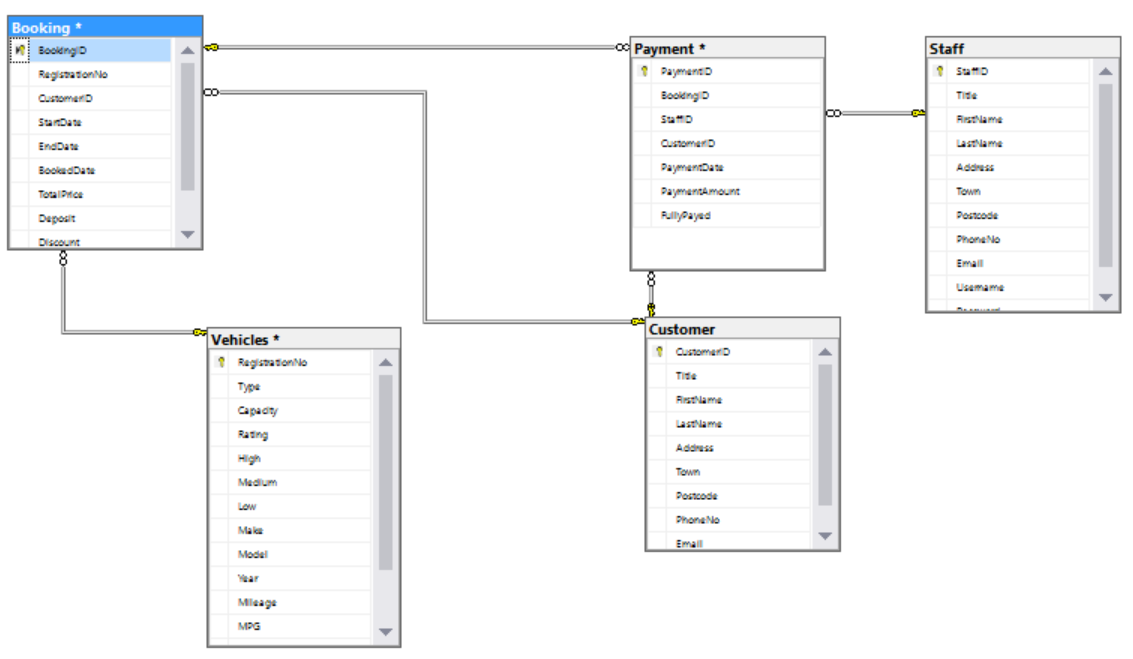 Booking *
BookingID
RegistrationNo
CustomerID
StartDate
EndDate
BookedDate
TotalPrice
Deposit
Discount
Payment *
PaymentID
BookingID
StaffID
CustomerID
PaymentDate
PaymentAmount
FullyPayed
Staff
StaffID
Title
FirstName
LastName
Address
Town
Postcode
PhoneNo
Email
Username
Password
Vehicles *
RegistrationNo
Type
Capacity
Rating
High
Medium
Low
Make
Model
Year
Mileage
MPG
Customer
CustomerID
Title
FirstName
LastName
Address
Town
Postcode
PhoneNo
Email